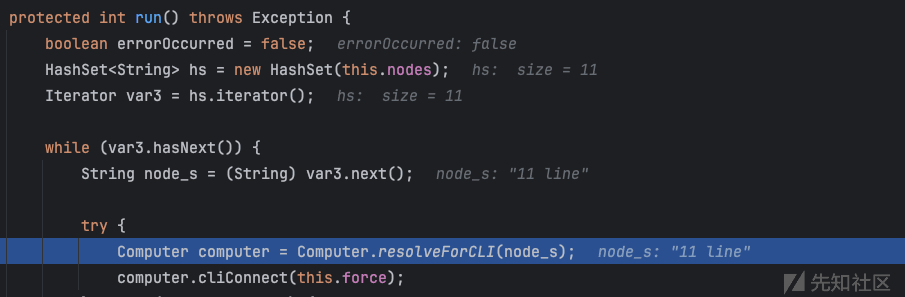 protected int run() throws Exception {
boolean errorOccurred = false;   errorOccurred: false
HashSet<String> hs = new HashSet(this.nodes);   hs:  size = 11
Iterator var3 = hs.iterator();   hs:  size = 11
while (var3.hasNext()) {
String node_s = (String) var3.next();   node_s: "11 line"
try {
Computer computer = Computer.resolveForCLI(node_s);   node_s: "11 line"
computer.cliConnect(this.force);
先知社区